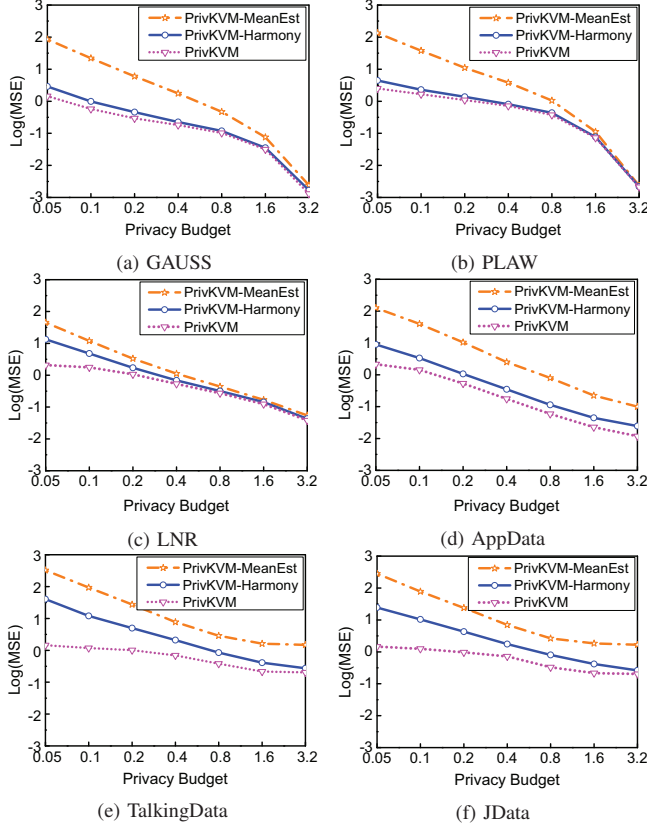 3
2
1
0
-1
-2
-3
Log(MSE)
PrivKVM-MeanEst
PrivKVM-Harmony
PrivKVM
0.05 0.1 0.2 0.4 0.8 1.6 3.2
Privacy Budget
(a) GAUSS
3
2
1
0
-1
-2
-3
Log(MSE)
PrivKVM-MeanEst
PrivKVM-Harmony
PrivKVM
0.05 0.1 0.2 0.4 0.8 1.6 3.2
Privacy Budget
(b) PLAW
3
2
1
0
-1
-2
-3
Log(MSE)
PrivKVM-MeanEst
PrivKVM-Harmony
PrivKVM
0.05 0.1 0.2 0.4 0.8 1.6 3.2
Privacy Budget
(c) LNR
3
2
1
0
-1
-2
-3
Log(MSE)
PrivKVM-MeanEst
PrivKVM-Harmony
PrivKVM
0.05 0.1 0.2 0.4 0.8 1.6 3.2
Privacy Budget
(d) AppData
3
2
1
0
-1
-2
-3
Log(MSE)
PrivKVM-MeanEst
PrivKVM-Harmony
PrivKVM
0.05 0.1 0.2 0.4 0.8 1.6 3.2
Privacy Budget
(e) TalkingData
3
2
1
0
-1
-2
-3
Log(MSE)
PrivKVM-MeanEst
PrivKVM-Harmony
PrivKVM
0.05 0.1 0.2 0.4 0.8 1.6 3.2
Privacy Budget
(f) JData